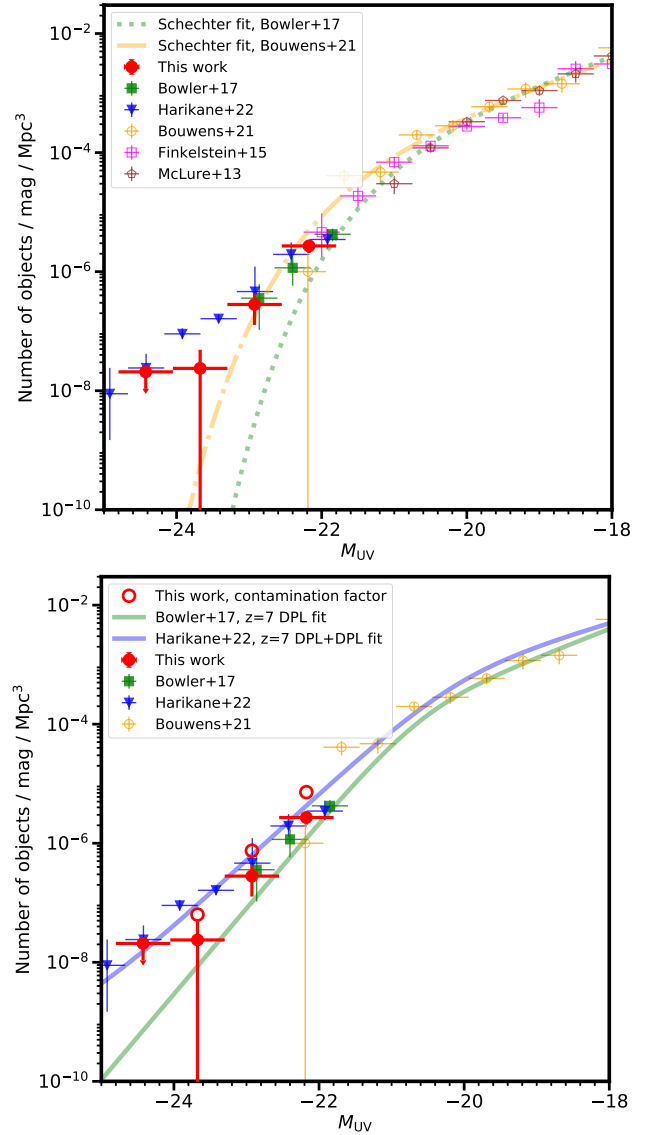 Schechter fit, Bowler+17
Schechter fit, Bouwens+21
This work
Bowler+17
Harikane+22
Bouwens+21
Finkelstein+15
McLure+13
Number of objects / mag / Mpc³
10⁻²
10⁻⁴
10⁻⁶
10⁻⁸
10⁻¹⁰
−24 −22 −20 −18
M_UV
This work, contamination factor
Bowler+17, z=7 DPL fit
Harikane+22, z=7 DPL+DPL fit
This work
Bowler+17
Harikane+22
Bouwens+21
Number of objects / mag / Mpc³
10⁻²
10⁻⁴
10⁻⁶
10⁻⁸
10⁻¹⁰
−24 −22 −20 −18
M_UV